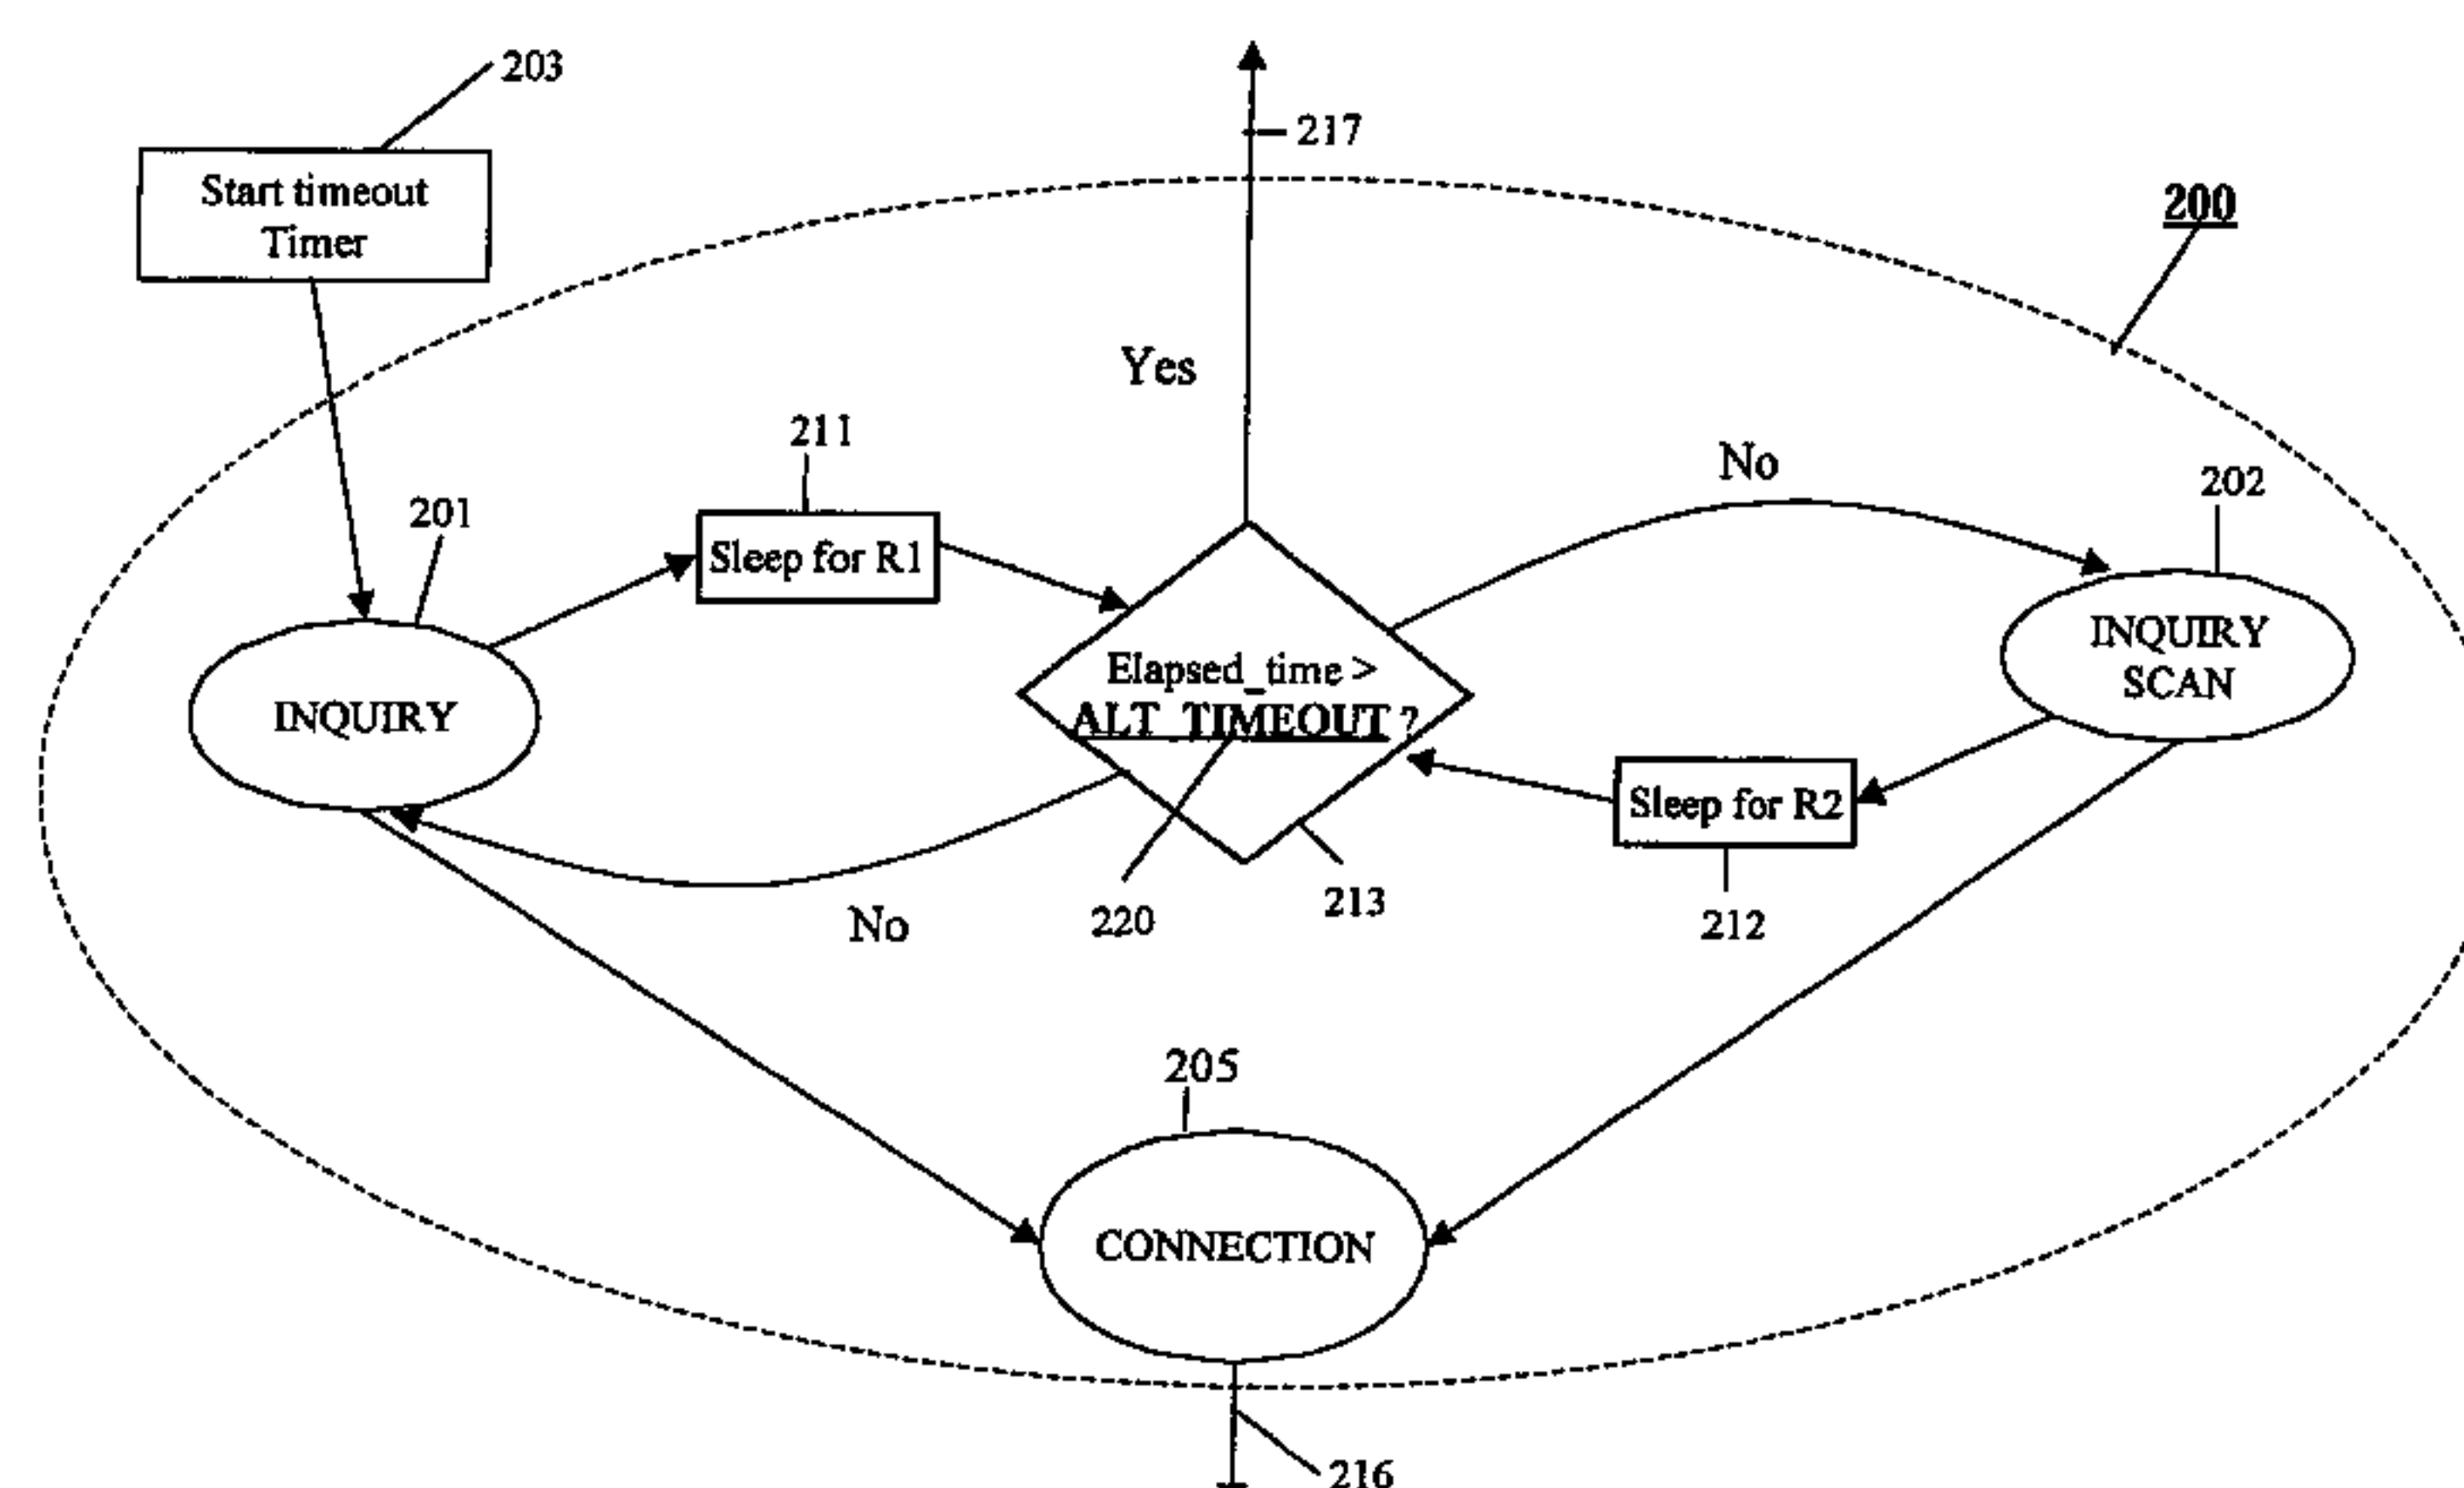 203
217
Start timeout
Timer
200
Yes
211
No
202
201
Sleep for R1
INQUIRY
SCAN
Elapsed_time >
ALT_TIMEOUT ?
INQUIRY
Sleep for R2
220
213
212
No
205
CONNECTION
216